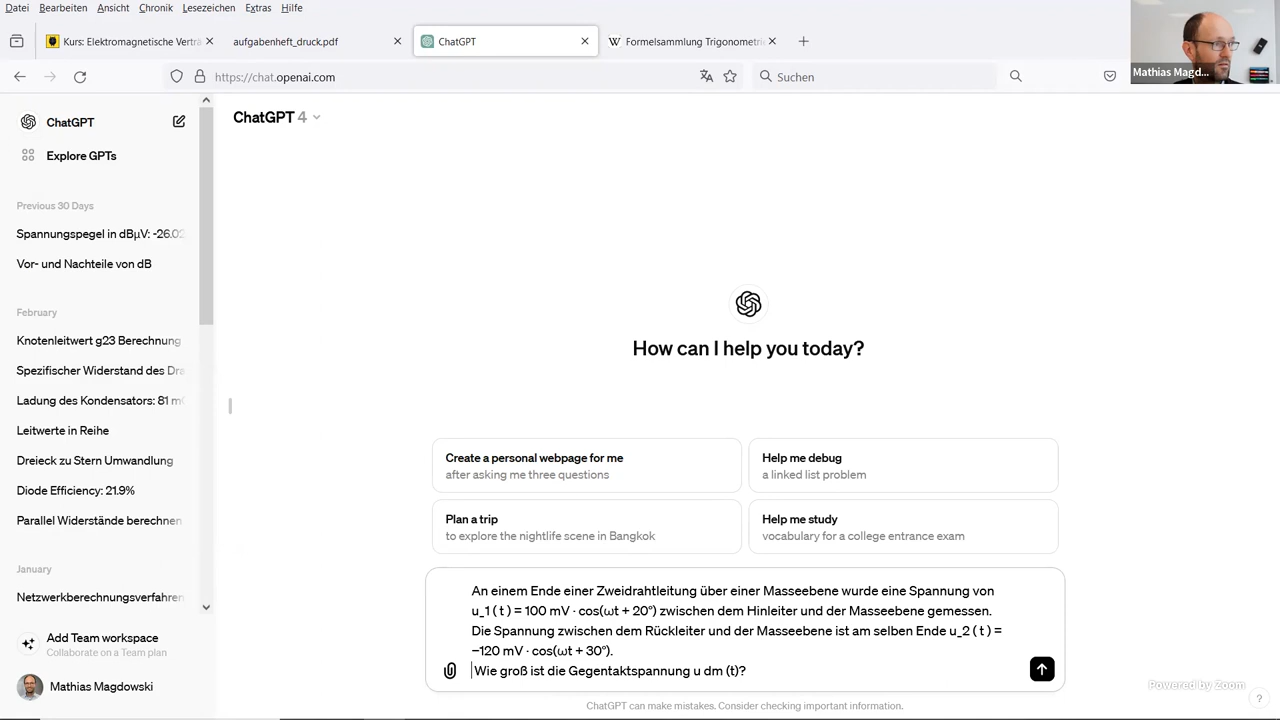 Datei Bearbeiten Ansicht Chronik Lesezeichen Extras Hilfe
Kurs: Elektromagnetische Verträ
aufgabenheft_druck.pdf
ChatGPT
Formelsammlung Trigonometri
https://chat.openai.com
Suchen
Mathias Magd...
ChatGPT
ChatGPT 4
Explore GPTs
Previous 30 Days
Spannungspegel in dBµV: -26.02
Vor- und Nachteile von dB
February
Knotenleitwert g23 Berechnung
Spezifischer Widerstand des Dra
Ladung des Kondensators: 81 m
Leitwerte in Reihe
Dreieck zu Stern Umwandlung
Diode Efficiency: 21.9%
Parallel Widerstände berechnen
January
Netzwerkberechnungsverfahren
Add Team workspace
Collaborate on a Team plan
Mathias Magdowski
How can I help you today?
Create a personal webpage for me
after asking me three questions
Help me debug
a linked list problem
Plan a trip
to explore the nightlife scene in Bangkok
Help me study
vocabulary for a college entrance exam
An einem Ende einer Zweidrahtleitung über einer Masseebene wurde eine Spannung von
u_1 ( t ) = 100 mV · cos(ωt + 20°) zwischen dem Hinleiter und der Masseebene gemessen.
Die Spannung zwischen dem Rückleiter und der Masseebene ist am selben Ende u_2 ( t ) =
−120 mV · cos(ωt + 30°).
Wie groß ist die Gegentaktspannung u dm (t)?
ChatGPT can make mistakes. Consider checking important information.
Powered by Zoom
?